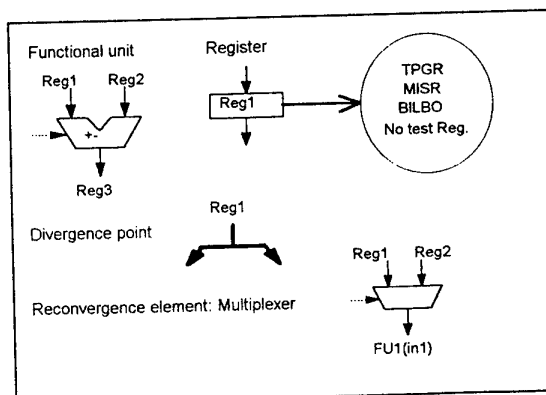 Functional unit
Register
Reg1
Reg2
+-
Reg3
Reg1
TPGR
MISR
BILBO
No test Reg.
Reg1
Divergence point
Reg1
Reg2
Reconvergence element: Multiplexer
FU1(in1)